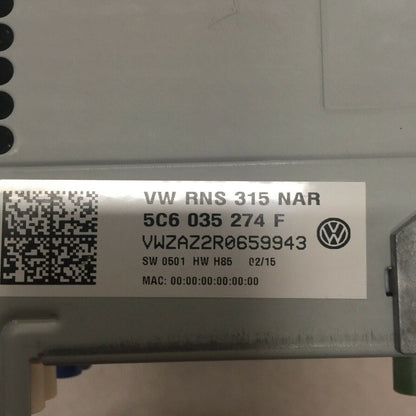 VW RNS 315 NAR
5C6 035 274 F
VWZAZ2R0659943
SW 0501 HW H85 02/15
MAC: 00:00:00:00:00:00